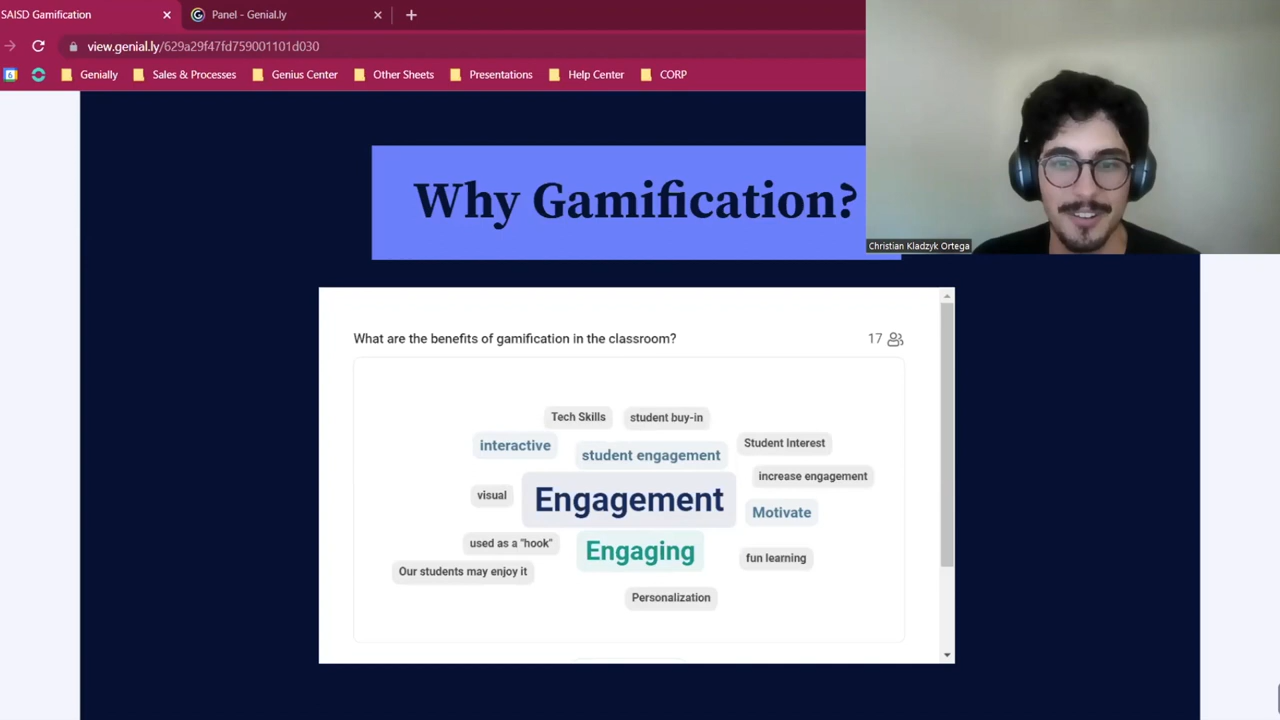 SAISD Gamification
Panel - Genial.ly
view.genial.ly/629a29f47fd759001101d030
6
Genially
Sales & Processes
Genius Center
Other Sheets
Presentations
Help Center
CORP
Why Gamification?
Christian Kladzyk Ortega
What are the benefits of gamification in the classroom?
17
Tech Skills
student buy-in
interactive
student engagement
Student Interest
increase engagement
visual
Engagement
Motivate
used as a "hook"
Engaging
fun learning
Our students may enjoy it
Personalization